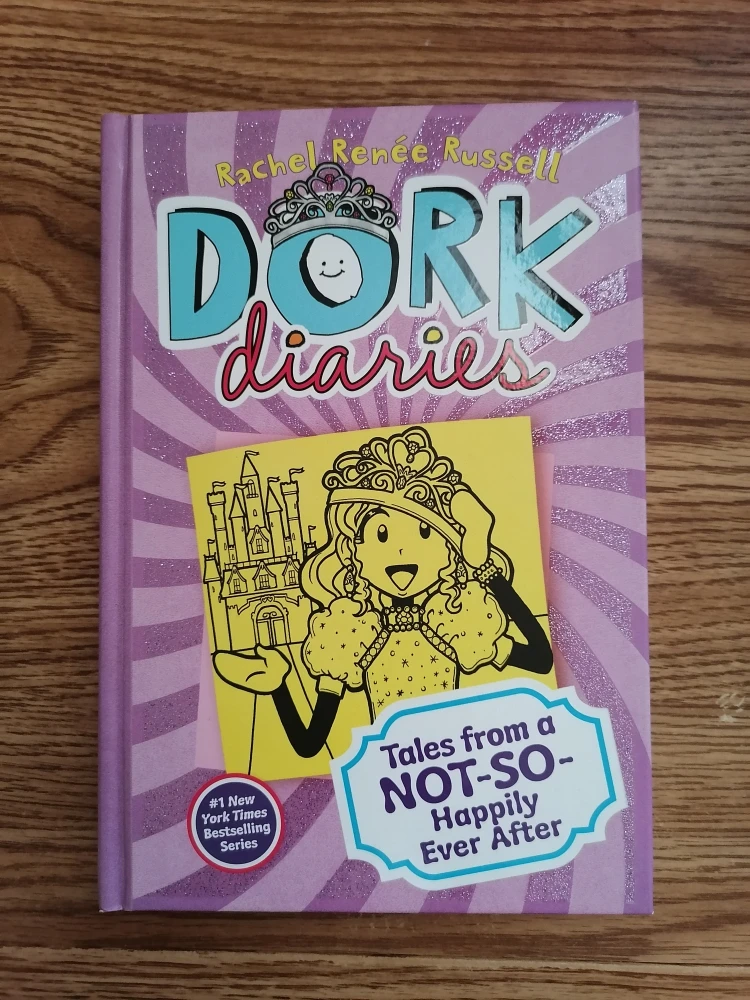 Rachel Renée Russell
DORK
diaries
Tales from a
NOT-SO-
Happily
Ever After
#1 New
York Times
Bestselling
Series